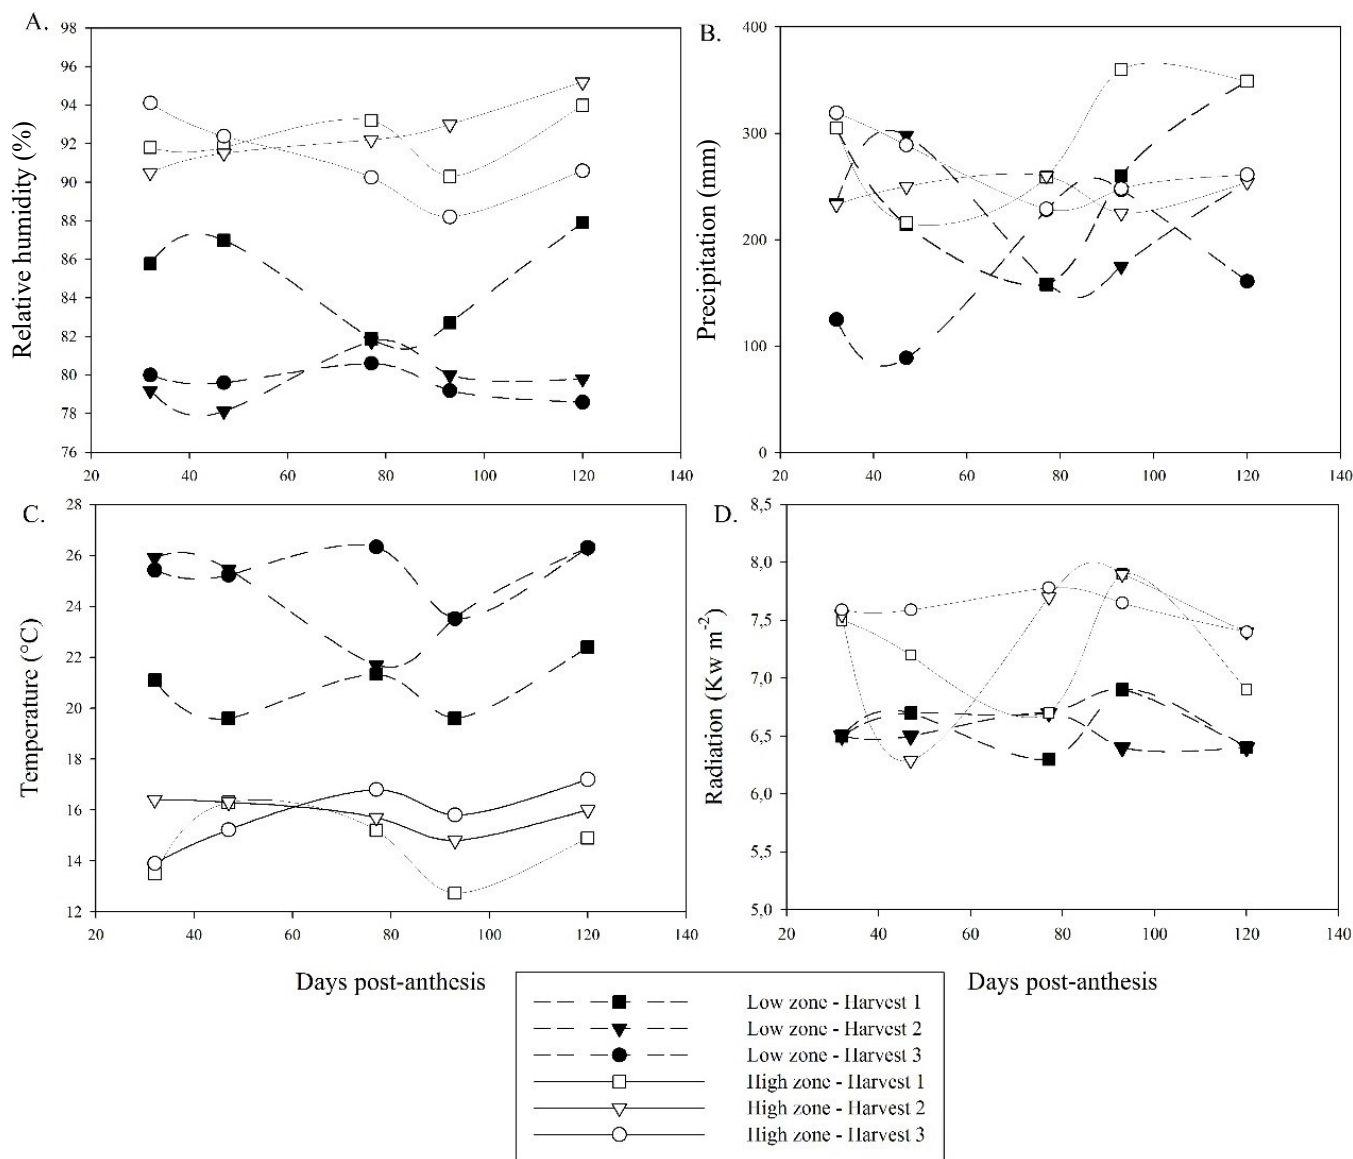 A.
98
96
94
92
90
88
86
84
82
80
78
76
Relative humidity (%)
20 40 60 80 100 120 140
B.
400
300
200
100
0
Precipitation (mm)
20 40 60 80 100 120 140
C.
28
26
24
22
20
18
16
14
12
Temperature (°C)
20 40 60 80 100 120 140
Days post-anthesis
D.
8,5
8,0
7,5
7,0
6,5
6,0
5,5
5,0
Radiation (Kw m-2)
20 40 60 80 100 120 140
Days post-anthesis
Low zone - Harvest 1
Low zone - Harvest 2
Low zone - Harvest 3
High zone - Harvest 1
High zone - Harvest 2
High zone - Harvest 3